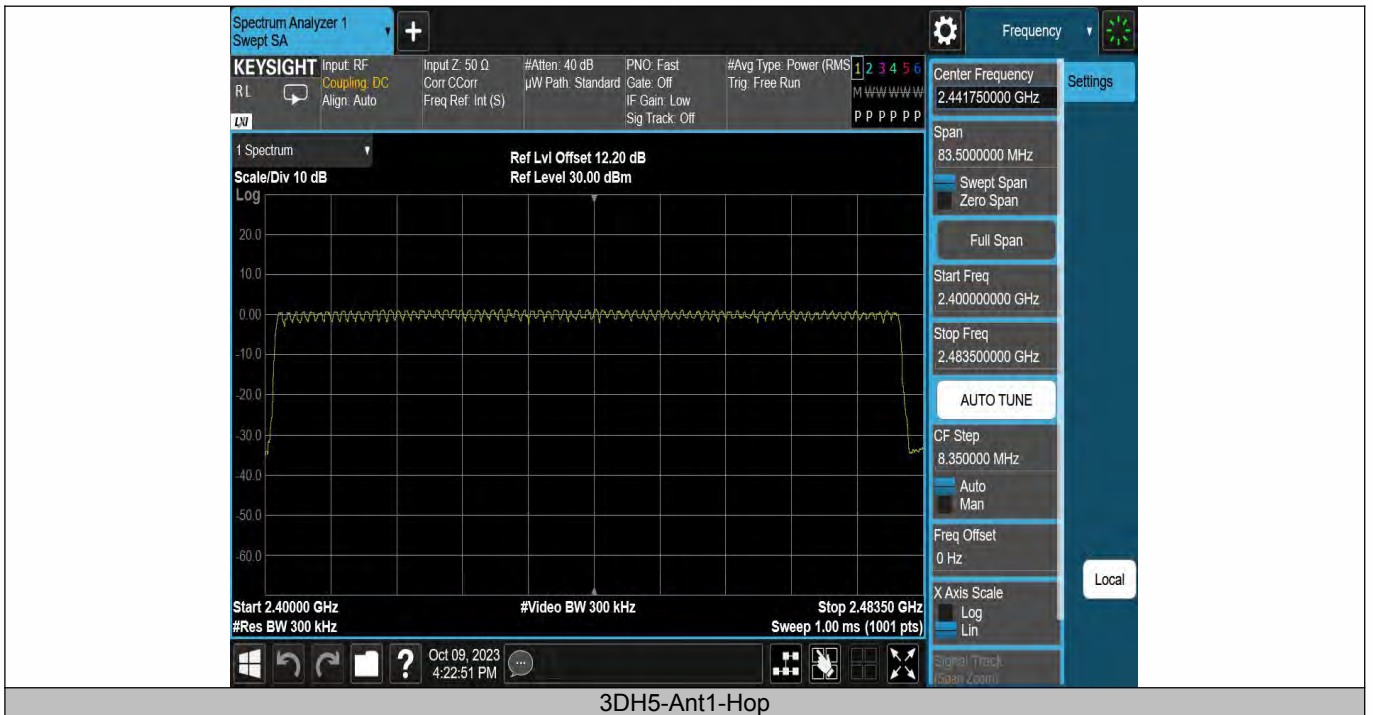 Spectrum Analyzer 1
Swept SA
+
Frequency
KEYSIGHT
RL
LXI
Input: RF
Coupling: DC
Align: Auto
Input Z: 50 Ω
Corr CCorr
Freq Ref: Int (S)
#Atten: 40 dB
µW Path: Standard
PNO: Fast
Gate: Off
IF Gain: Low
Sig Track: Off
#Avg Type: Power (RMS
Trig: Free Run
1 2 3 4 5 6
M W W W W W
P P P P P P
1 Spectrum
Scale/Div 10 dB
Ref Lvl Offset 12.20 dB
Ref Level 30.00 dBm
Log
20.0
10.0
0.00
-10.0
-20.0
-30.0
-40.0
-50.0
-60.0
Start 2.40000 GHz
#Video BW 300 kHz
Stop 2.48350 GHz
#Res BW 300 kHz
Sweep 1.00 ms (1001 pts)
Center Frequency
2.441750000 GHz
Settings
Span
83.5000000 MHz
Swept Span
Zero Span
Full Span
Start Freq
2.400000000 GHz
Stop Freq
2.483500000 GHz
AUTO TUNE
CF Step
8.350000 MHz
Auto
Man
Freq Offset
0 Hz
X Axis Scale
Log
Lin
Signal Track
(Span Zoom)
Local
?
Oct 09, 2023
4:22:51 PM
3DH5-Ant1-Hop